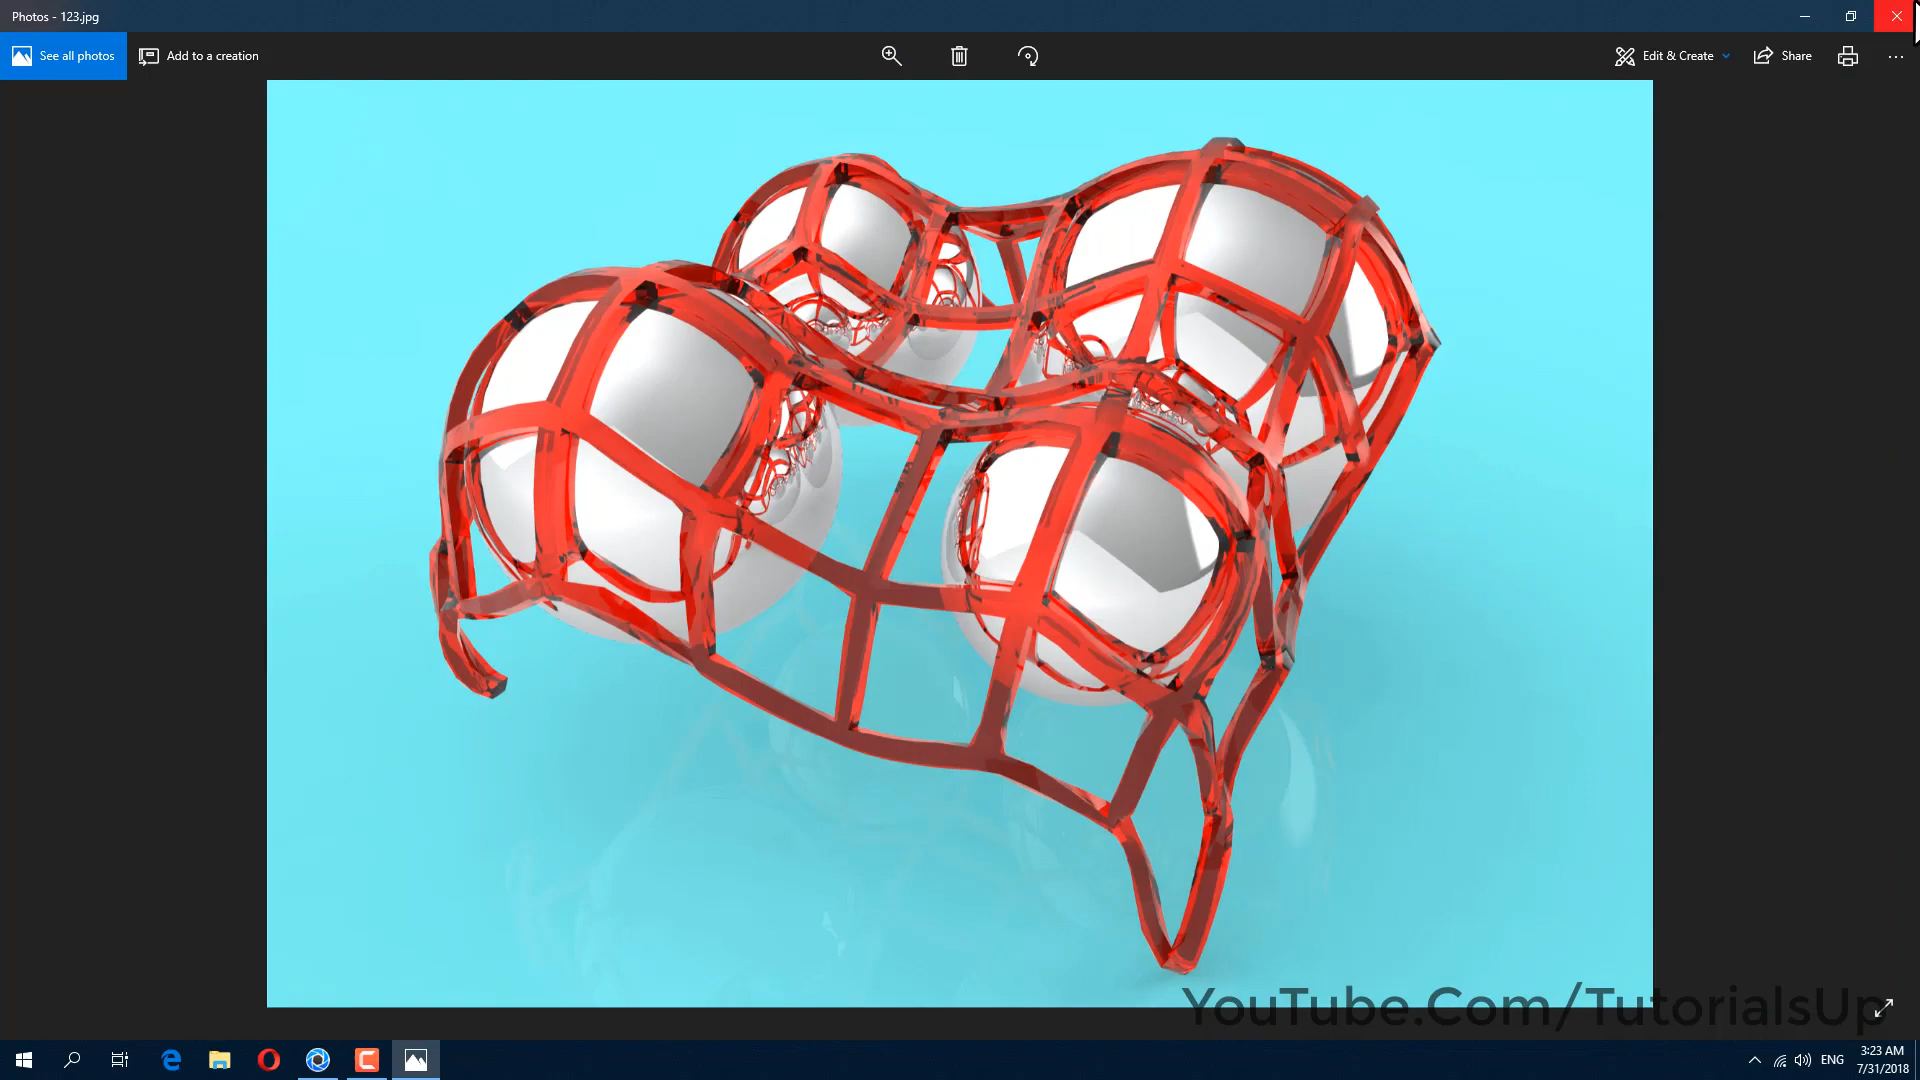 Photos - 123.jpg
See all photos
Add to a creation
Edit & Create
Share
YouTube.Com/TutorialsUp
ENG
3:23 AM
7/31/2018